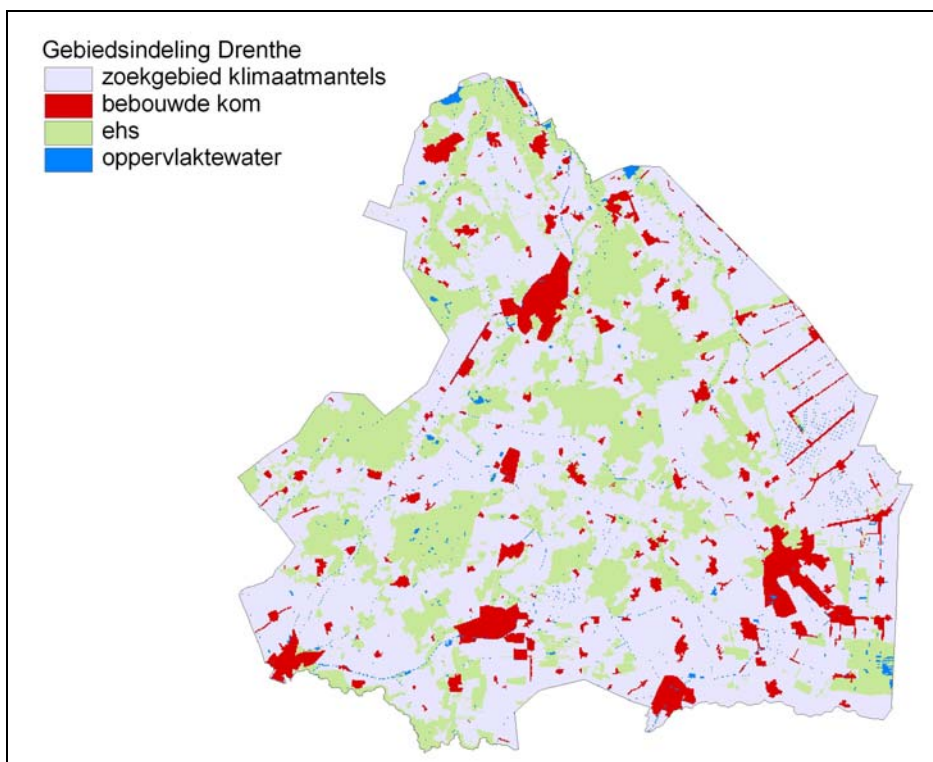 Gebiedsindeling Drenthe
zoekgebied klimaatmantels
bebouwde kom
ehs
oppervlaktewater